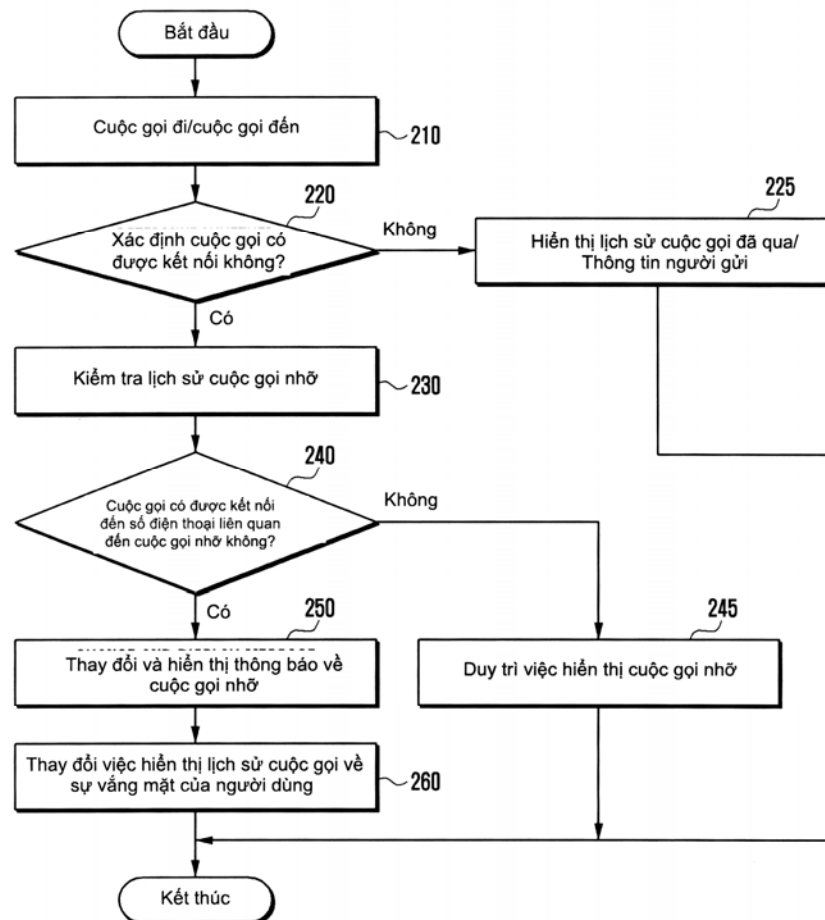 Bắt đầu
Cuộc gọi đi/cuộc gọi đến
210
220
Xác định cuộc gọi có
được kết nối không?
Không
225
Hiển thị lịch sử cuộc gọi đã qua/
Thông tin người gửi
Có
Kiểm tra lịch sử cuộc gọi nhỡ
230
240
Cuộc gọi có được kết nối
đến số điện thoại liên quan
đến cuộc gọi nhỡ không?
Không
Có
250
Thay đổi và hiển thị thông báo về
cuộc gọi nhỡ
245
Duy trì việc hiển thị cuộc gọi nhỡ
Thay đổi việc hiển thị lịch sử cuộc gọi về
sự vắng mặt của người dùng
260
Kết thúc